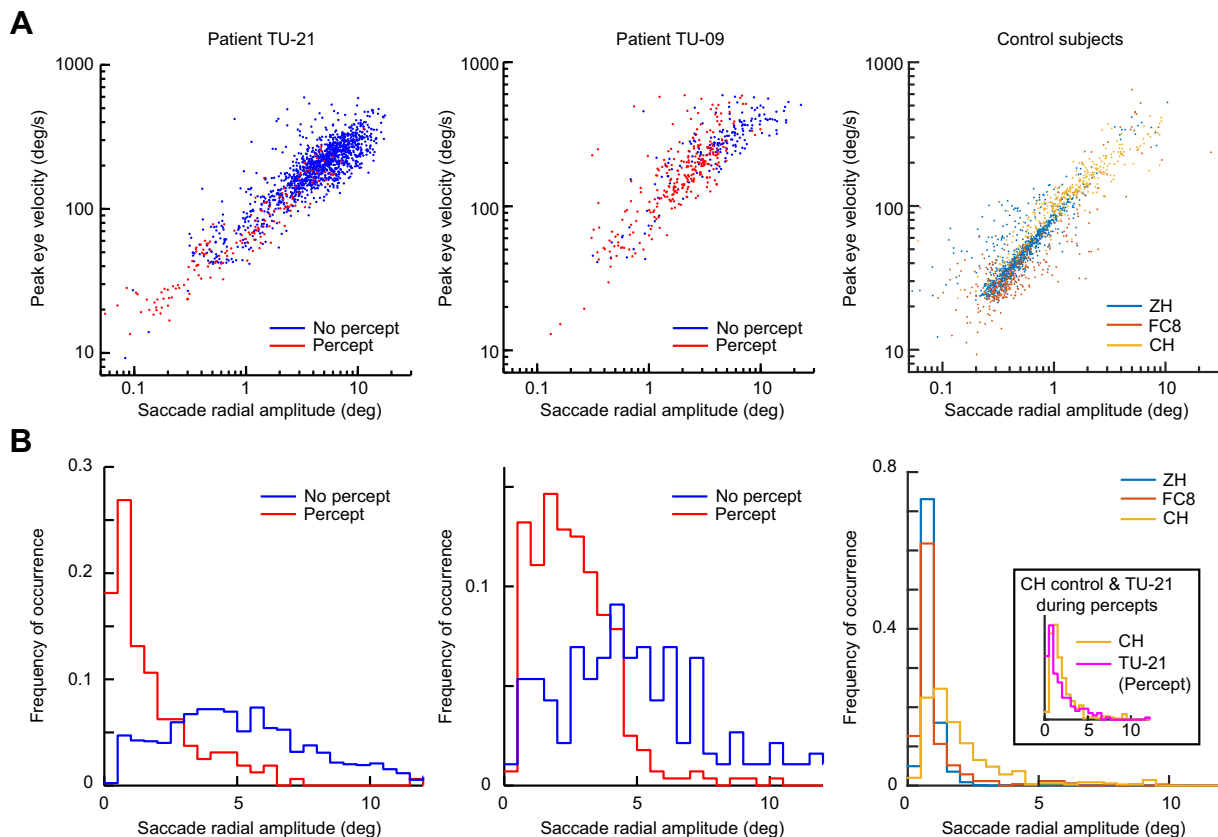 A
Patient TU-21
Patient TU-09
Control subjects
Peak eye velocity (deg/s)
1000
100
10
0.1
1
10
No percept
Percept
Saccade radial amplitude (deg)
Peak eye velocity (deg/s)
1000
100
10
0.1
1
10
No percept
Percept
Saccade radial amplitude (deg)
Peak eye velocity (deg/s)
1000
100
10
0.1
1
10
ZH
FC8
CH
Saccade radial amplitude (deg)
B
Frequency of occurrence
0.3
0.2
0.1
0
0
5
10
No percept
Percept
Saccade radial amplitude (deg)
Frequency of occurrence
0.1
0
0
5
10
No percept
Percept
Saccade radial amplitude (deg)
Frequency of occurrence
0.8
0.4
0
0
5
10
ZH
FC8
CH
CH control & TU-21
during percepts
CH
TU-21
(Percept)
0
5
10
Saccade radial amplitude (deg)